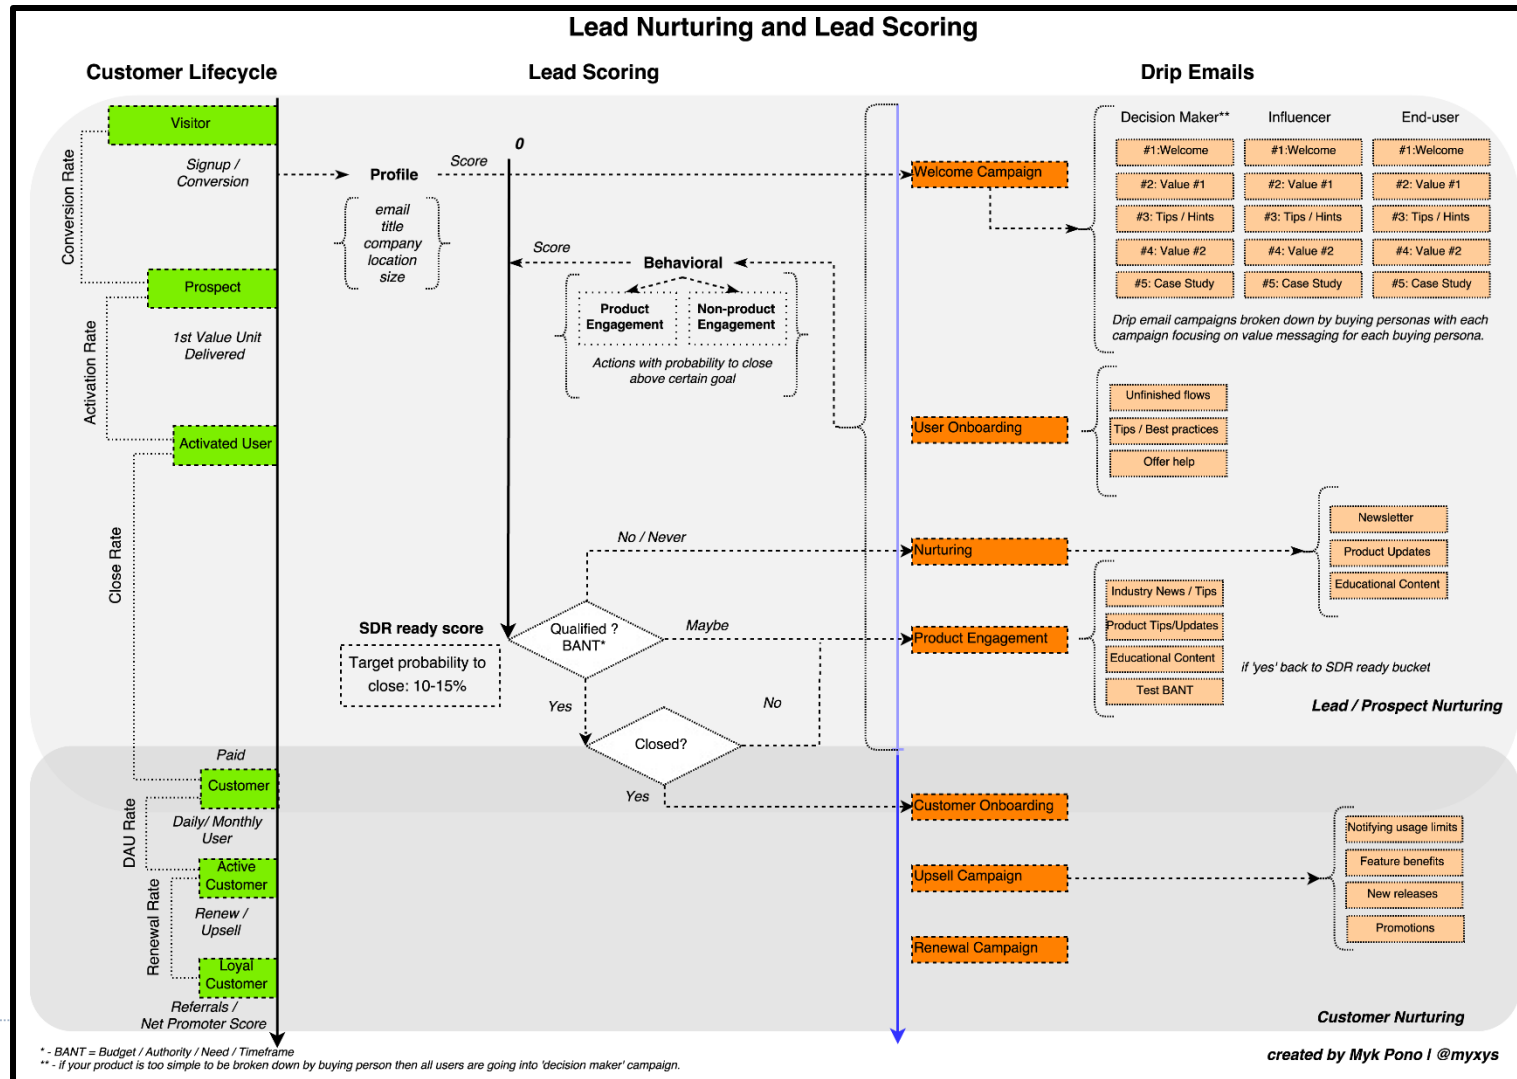 Lead Nurturing and Lead Scoring
Customer Lifecycle
Lead Scoring
Drip Emails
Visitor
Signup /
Conversion
Conversion Rate
Prospect
1st Value Unit
Delivered
Activation Rate
Activated User
Close Rate
Paid
Customer
Daily/ Monthly
User
DAU Rate
Active
Customer
Renew /
Upsell
Renewal Rate
Loyal
Customer
Referrals /
Net Promoter Score
Profile
email
title
company
location
size
Score
0
Score
Behavioral
Product
Engagement
Non-product
Engagement
Actions with probability to close
above certain goal
SDR ready score
Target probability to
close: 10-15%
Qualified ?
BANT*
No / Never
Maybe
Yes
No
Closed?
Yes
Welcome Campaign
User Onboarding
Nurturing
Product Engagement
Customer Onboarding
Upsell Campaign
Renewal Campaign
Decision Maker**
#1:Welcome
#2: Value #1
#3: Tips / Hints
#4: Value #2
#5: Case Study
Influencer
#1:Welcome
#2: Value #1
#3: Tips / Hints
#4: Value #2
#5: Case Study
End-user
#1:Welcome
#2: Value #1
#3: Tips / Hints
#4: Value #2
#5: Case Study
Drip email campaigns broken down by buying personas with each
campaign focusing on value messaging for each buying persona.
Unfinished flows
Tips / Best practices
Offer help
Newsletter
Product Updates
Educational Content
Industry News / Tips
Product Tips/Updates
Educational Content
Test BANT
if 'yes' back to SDR ready bucket
Lead / Prospect Nurturing
Notifying usage limits
Feature benefits
New releases
Promotions
Customer Nurturing
* - BANT = Budget / Authority / Need / Timeframe
** - if your product is too simple to be broken down by buying person then all users are going into 'decision maker' campaign.
created by Myk Pono I @myxys